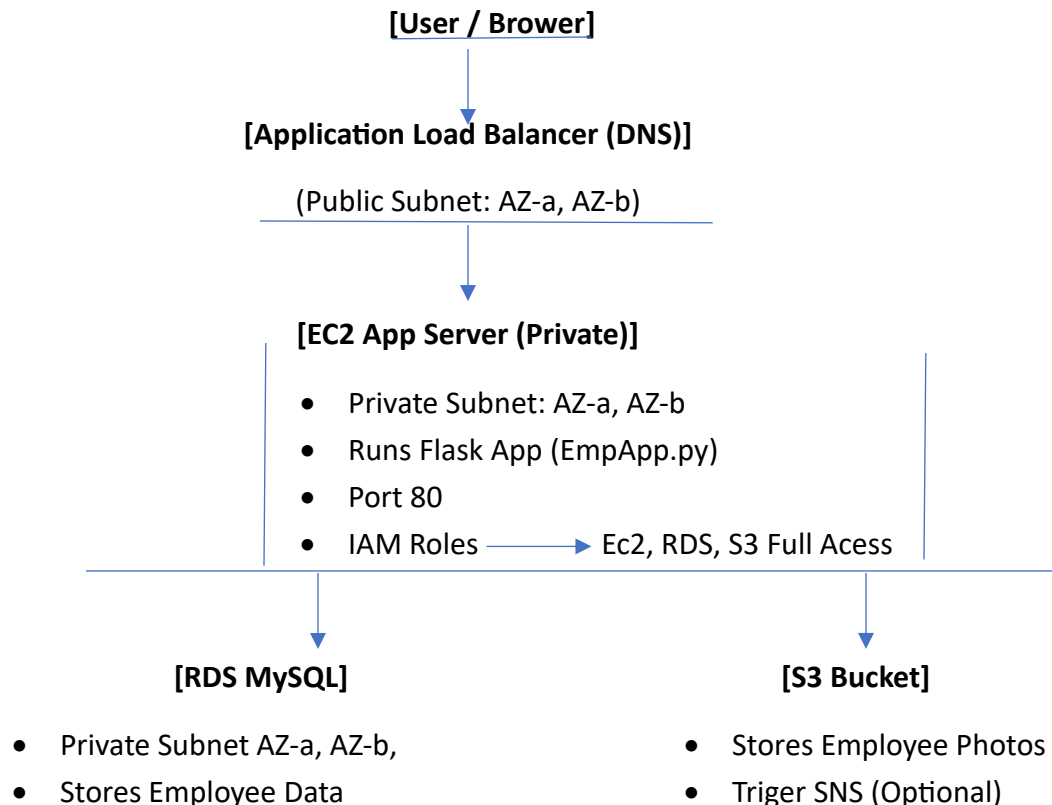 [User / Brower]
[Application Load Balancer (DNS)]
(Public Subnet: AZ-a, AZ-b)
[EC2 App Server (Private)]
• Private Subnet: AZ-a, AZ-b
• Runs Flask App (EmpApp.py)
• Port 80
• IAM Roles Ec2, RDS, S3 Full Acess
[RDS MySQL]
• Private Subnet AZ-a, AZ-b,
• Stores Employee Data
[S3 Bucket]
• Stores Employee Photos
• Triger SNS (Optional)